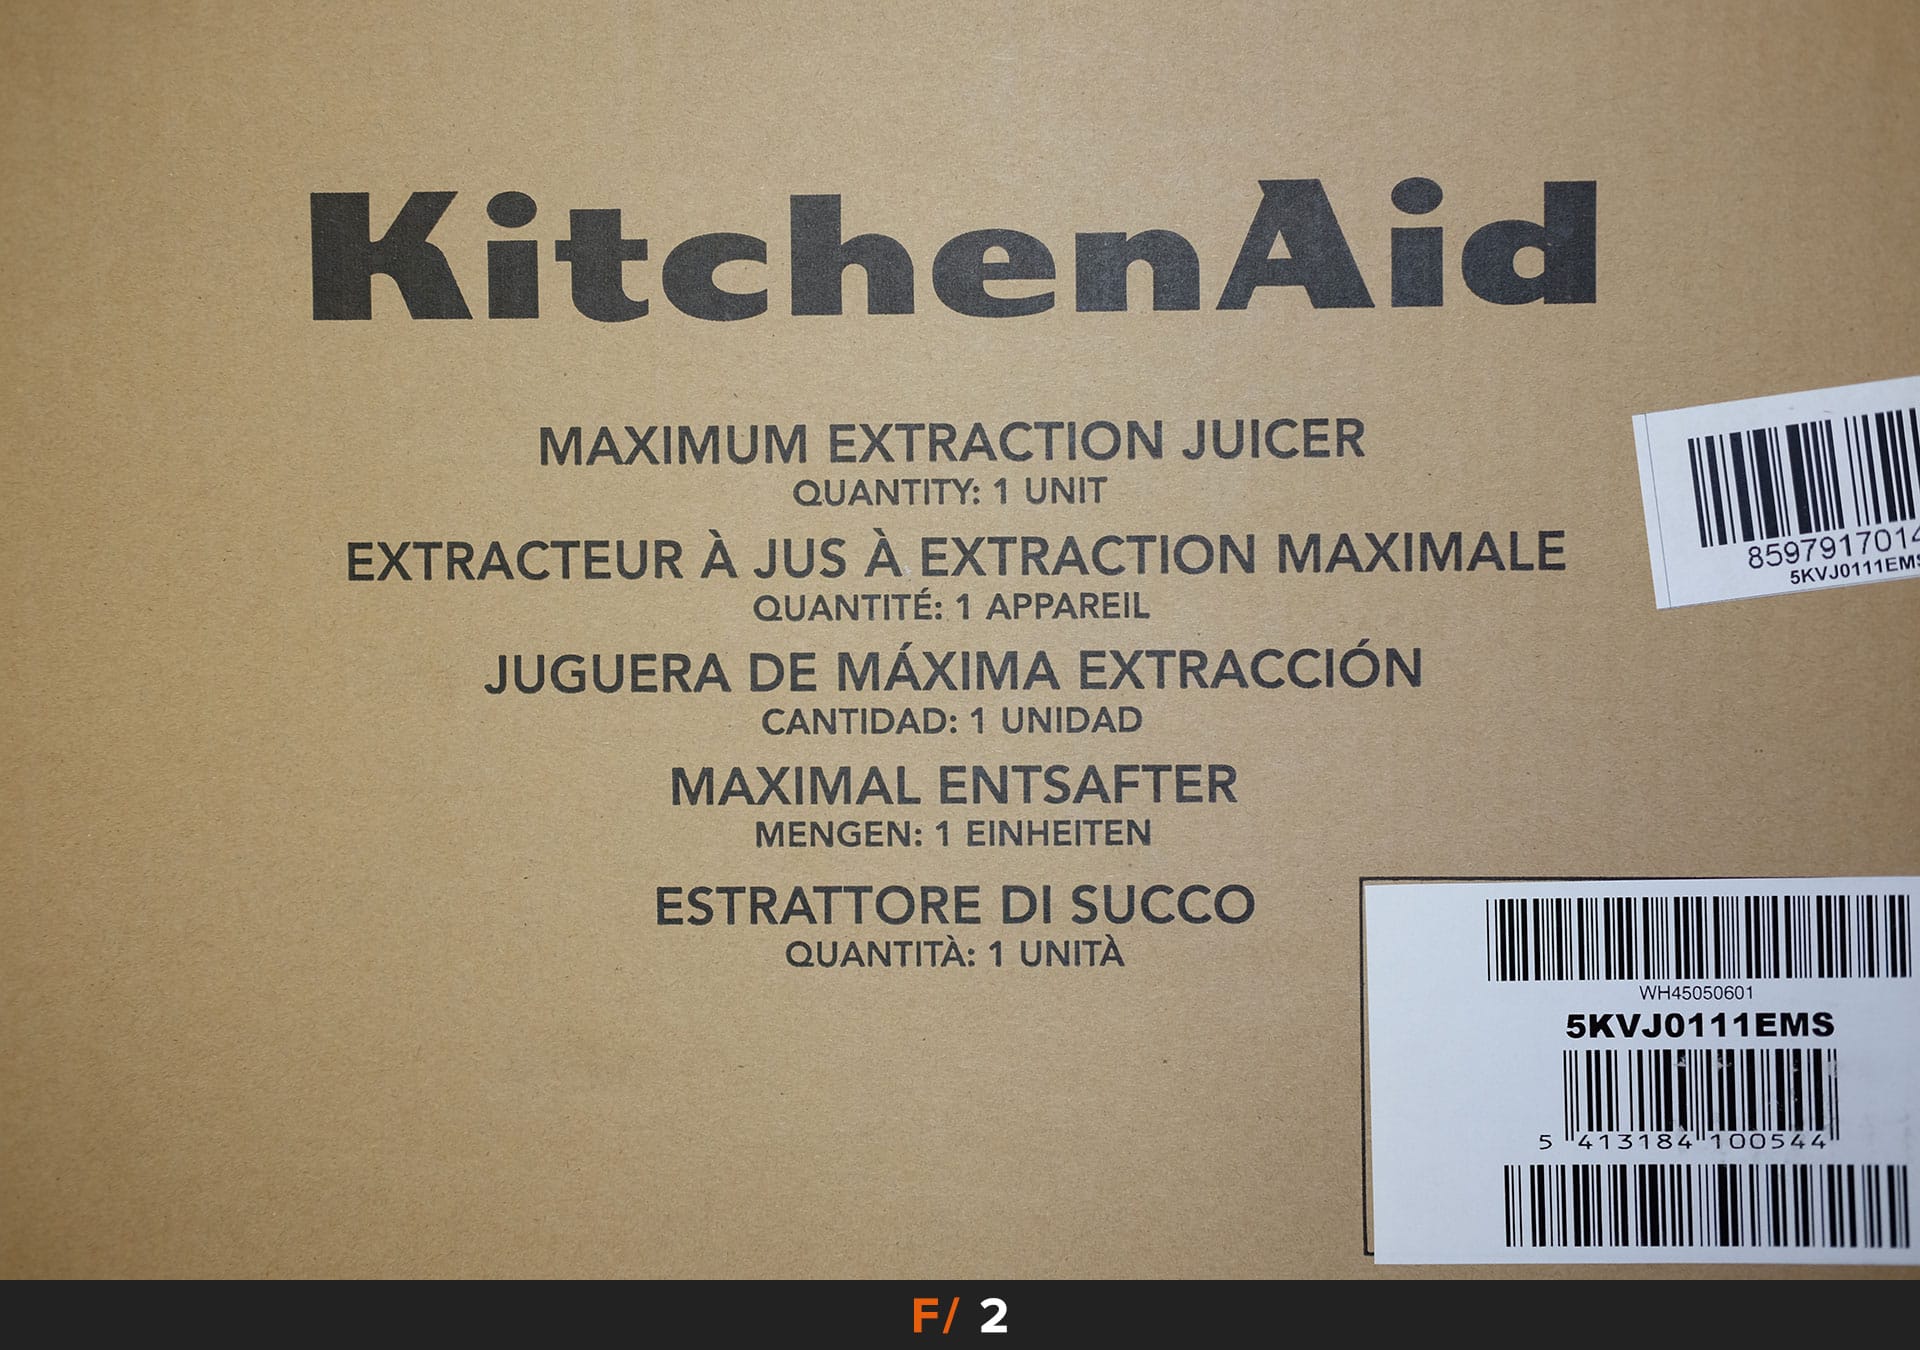 KitchenAid
MAXIMUM EXTRACTION JUICER
QUANTITY: 1 UNIT
EXTRACTEUR À JUS À EXTRACTION MAXIMALE
QUANTITÉ: 1 APPAREIL
JUGUERA DE MÁXIMA EXTRACCIÓN
CANTIDAD: 1 UNIDAD
MAXIMAL ENTSAFTER
MENGEN: 1 EINHEITEN
ESTRATTORE DI SUCCO
QUANTITÀ: 1 UNITÀ
8597917014
5KVJ0111EMS
WH45050601
5KVJ0111EMS
5 413184 100544
F/ 2